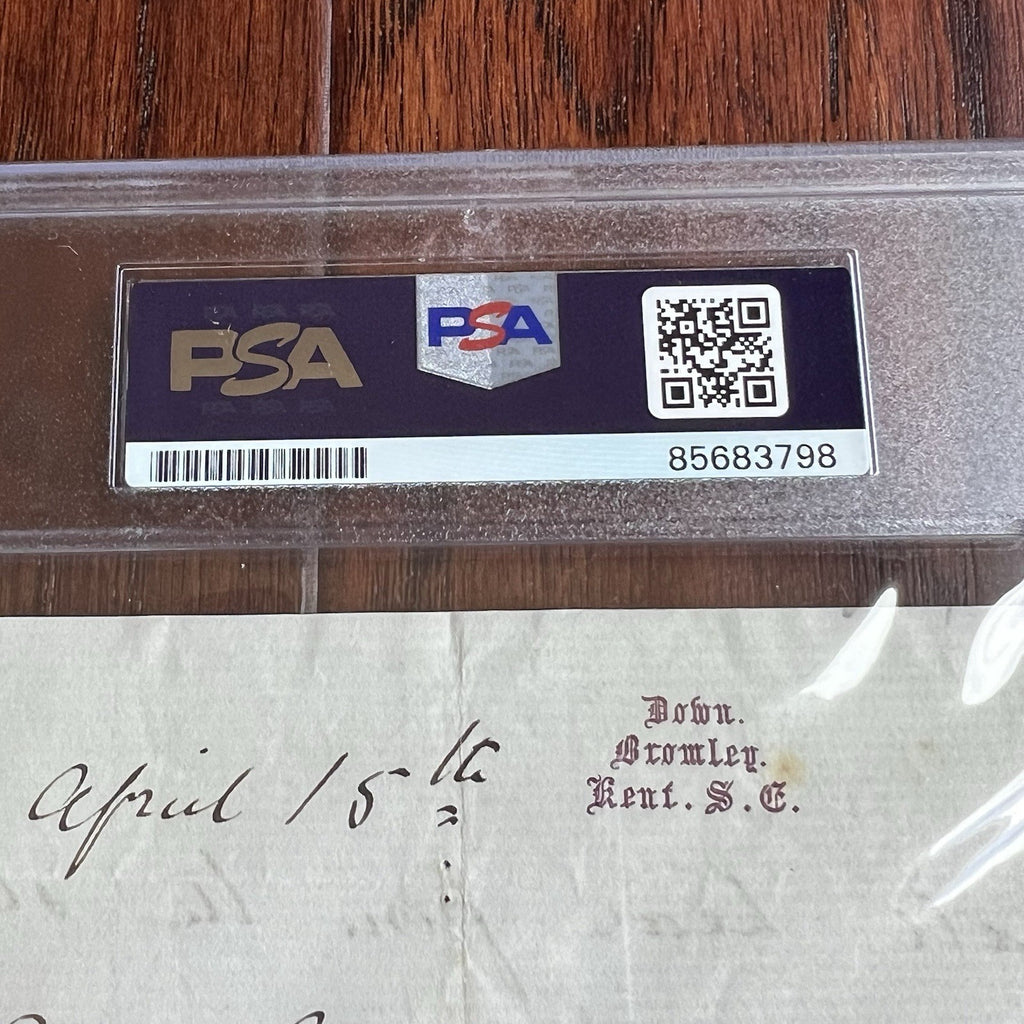 PSA
PSA
85683798
Down.
Bromley.
Kent. S.E.
April 15th